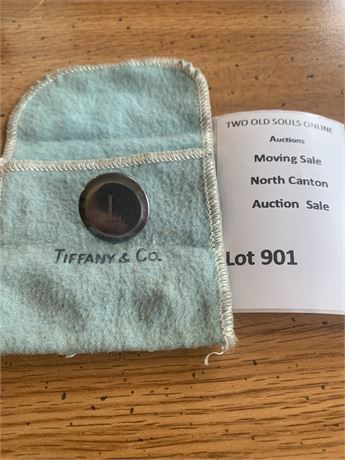 TWO OLD SOULS ONLINE
Auctions
Moving Sale
North Canton
Auction Sale
Lot 901
TIFFANY & CO.